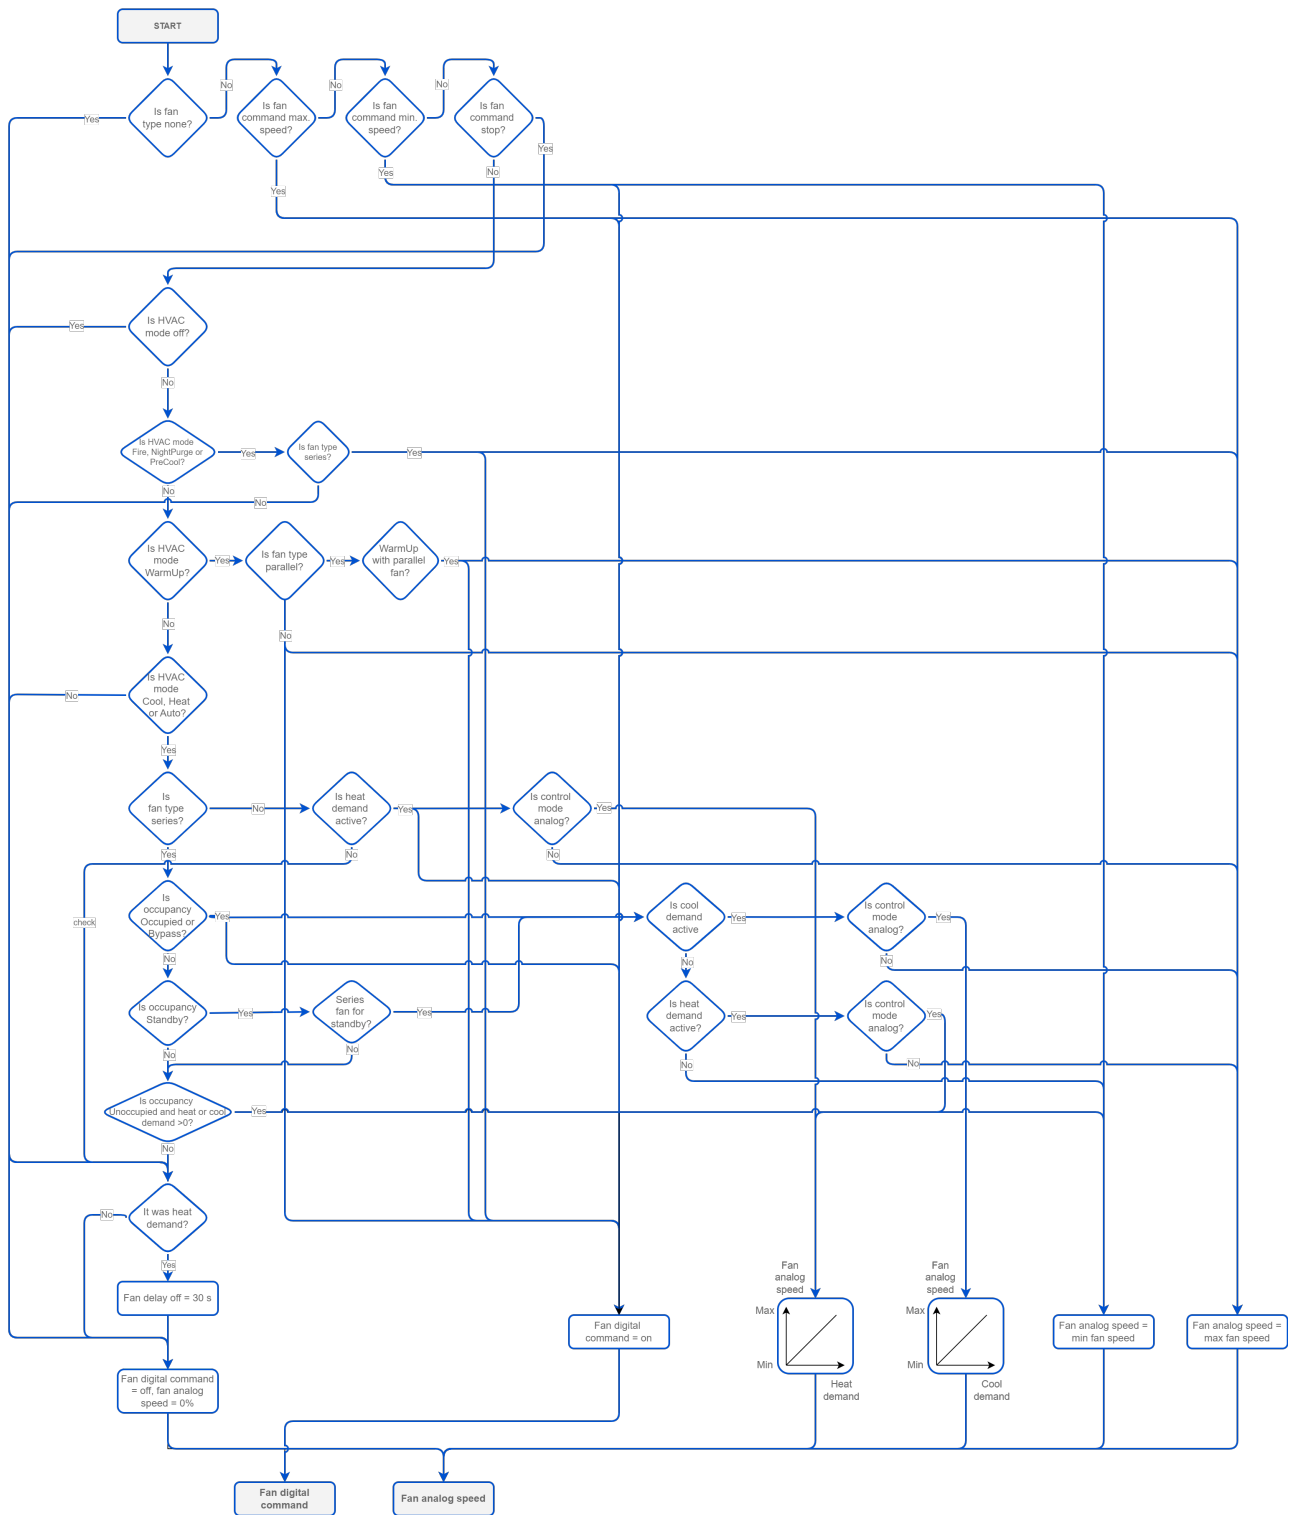 START
No
No
No
Is fan
type none?
Is fan
command max.
speed?
Is fan
command min.
speed?
Is fan
command
stop?
Yes
Yes
Yes
No
Yes
Is HVAC
mode off?
Yes
No
Is HVAC mode
Fire, NightPurge or
PreCool?
Yes
Is fan type
series?
Yes
No
No
Is HVAC
mode
WarmUp?
Yes
Is fan type
parallel?
Yes
WarmUp
with parallel
fan?
Yes
No
No
Is HVAC
mode
Cool, Heat
or Auto?
No
Yes
Is
fan type
series?
No
Is heat
demand
active?
Yes
Is control
mode
analog?
Yes
Yes
No
No
Is
occupancy
Occupied or
Bypass?
Yes
Is cool
demand
active
Yes
Is control
mode
analog?
Yes
check
No
No
No
Is occupancy
Standby?
Yes
Series
fan for
standby?
Yes
Is heat
demand
active?
Yes
Is control
mode
analog?
Yes
No
No
No
No
Is occupancy
Unoccupied and heat or cool
demand >0?
Yes
No
It was heat
demand?
No
Yes
Fan delay off = 30 s
Fan
analog
speed
Fan
analog
speed
Max
Max
Fan digital
command = on
Fan analog speed =
min fan speed
Fan analog speed =
max fan speed
Min
Min
Heat
demand
Cool
demand
Fan digital command
= off, fan analog
speed = 0%
Fan digital
command
Fan analog speed